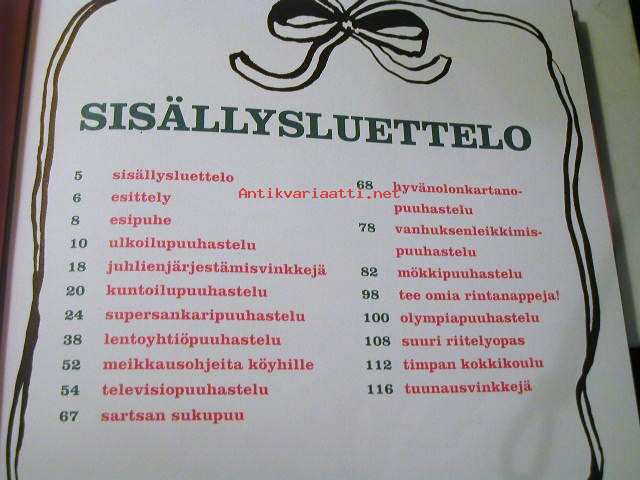 SISÄLLYSLUETTELO
5 sisällysluettelo
6 esittely
8 esipuhe
10 ulkoilupuuhastelu
18 juhlienjärjestämisvinkkejä
20 kuntoilupuuhastelu
24 supersankaripuuhastelu
38 lentoyhtiöpuuhastelu
52 meikkausohjeita köyhille
54 televisiopuuhastelu
67 sartsan sukupuu
68 hyvänolonkartano-
puuhastelu
78 vanhuksenleikkimis-
puuhastelu
82 mökkipuuhastelu
98 tee omia rintanappeja!
100 olympiapuuhastelu
108 suuri riitelyopas
112 timpan kokkikoulu
116 tuunausvinkkejä
Antikvariaatti.net